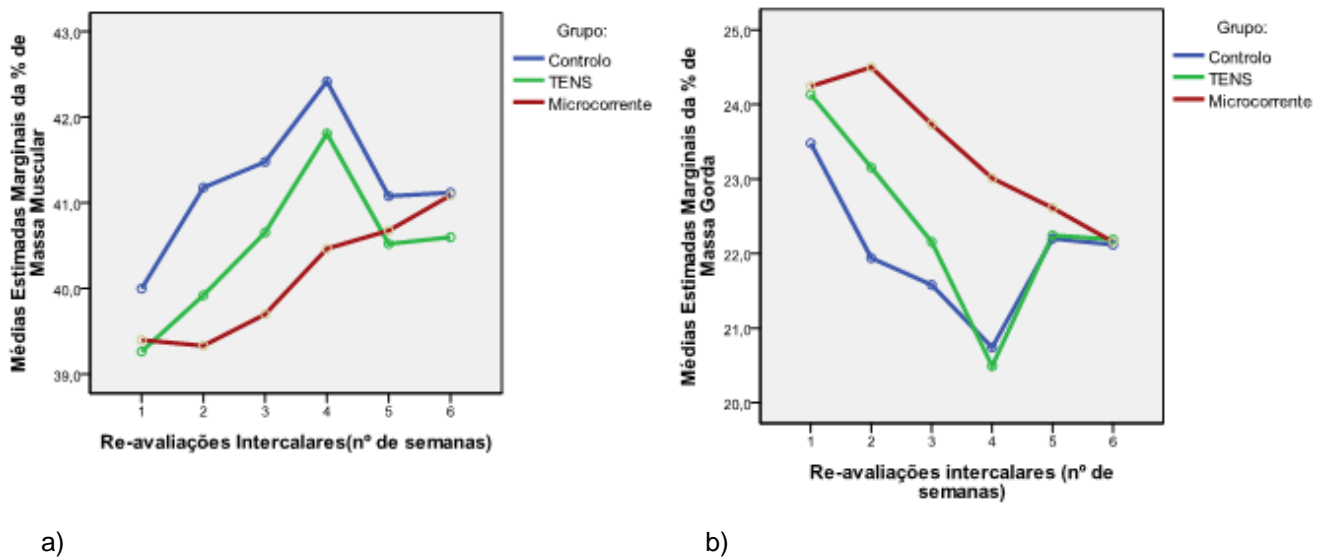 Médias Estimadas Marginais da % de
Massa Muscular
43,0
42,0
41,0
40,0
39,0
1 2 3 4 5 6
Re-avaliações Intercalares(nº de semanas)
Grupo:
Controlo
TENS
Microcorrente
a)
Médias Estimadas Marginais da % de
Massa Gorda
25,0
24,0
23,0
22,0
21,0
20,0
1 2 3 4 5 6
Re-avaliações intercalares (nº de
semanas)
Grupo:
Controlo
TENS
Microcorrente
b)